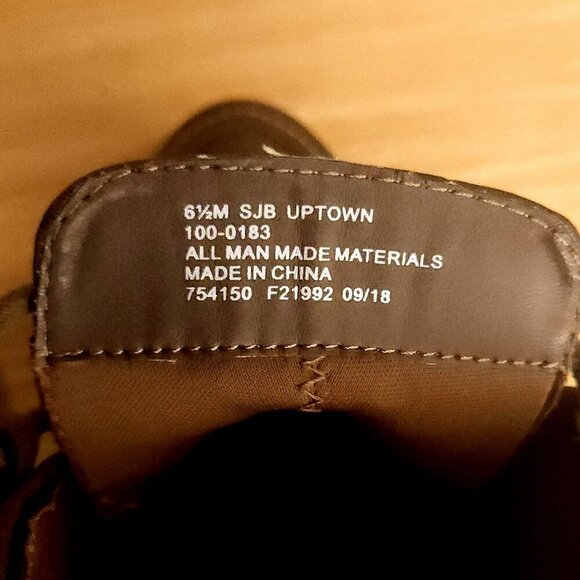 6½M SJB UPTOWN
100-0183
ALL MAN MADE MATERIALS
MADE IN CHINA
754150 F21992 09/18